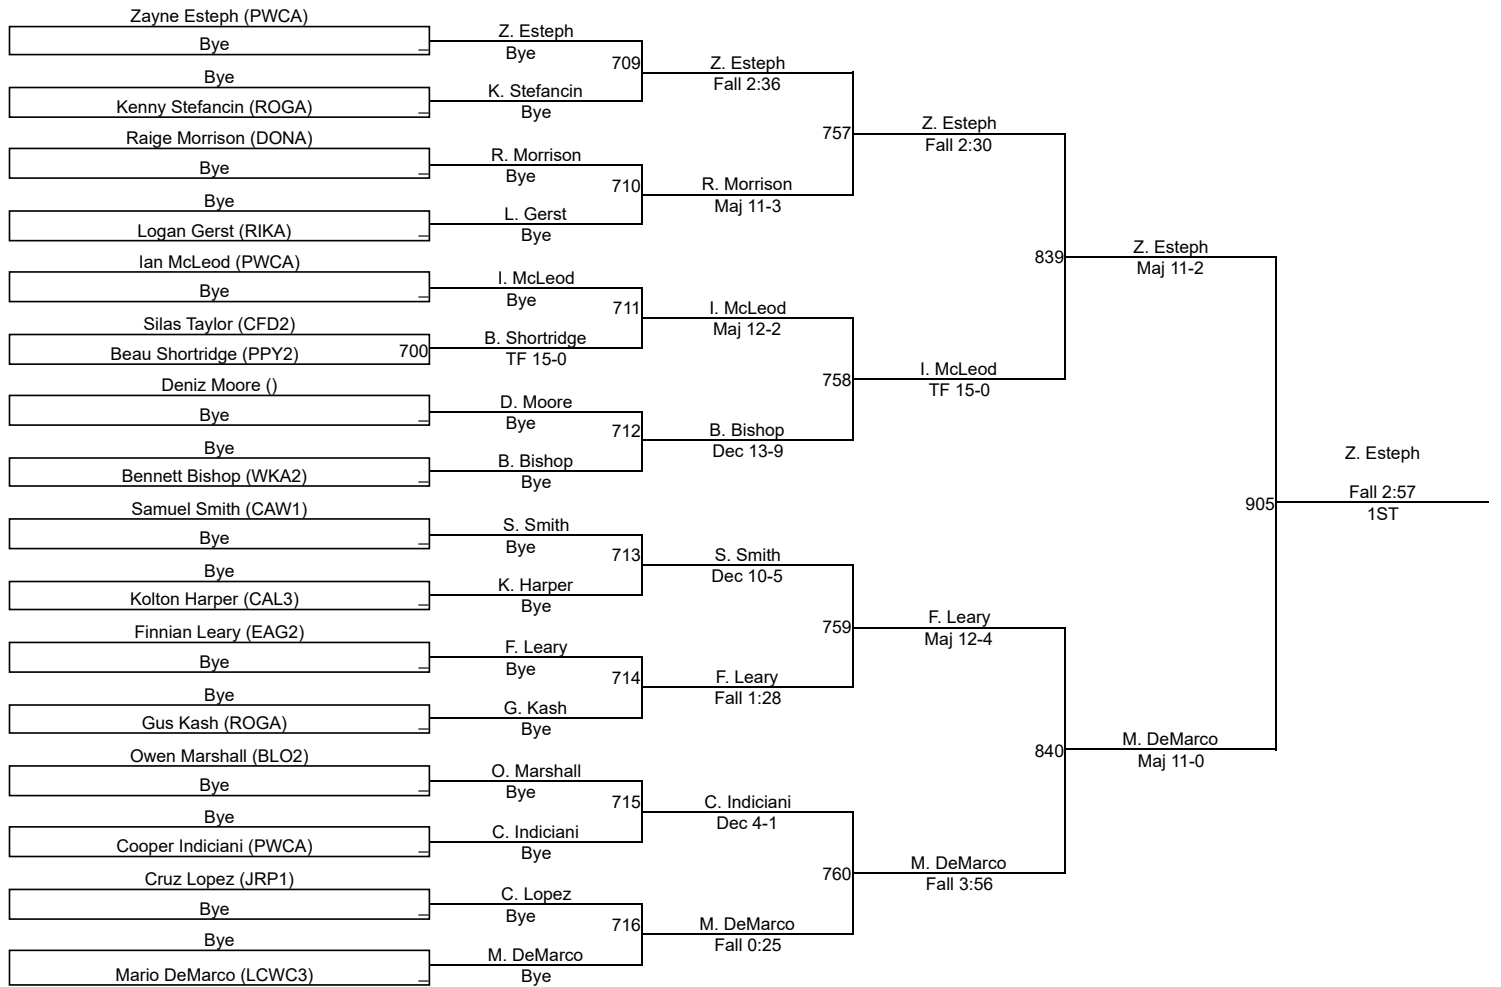 Zayne Esteph (PWCA)
Bye
Bye
Kenny Stefancin (ROGA)
Raige Morrison (DONA)
Bye
Bye
Logan Gerst (RIKA)
Ian McLeod (PWCA)
Bye
Silas Taylor (CFD2)
Beau Shortridge (PPY2)
700
Deniz Moore ()
Bye
Bye
Bennett Bishop (WKA2)
Samuel Smith (CAW1)
Bye
Bye
Kolton Harper (CAL3)
Finnian Leary (EAG2)
Bye
Bye
Gus Kash (ROGA)
Owen Marshall (BLO2)
Bye
Bye
Cooper Indiciani (PWCA)
Cruz Lopez (JRP1)
Bye
Bye
Mario DeMarco (LCWC3)
Z. Esteph
Bye
709
K. Stefancin
Bye
R. Morrison
Bye
710
L. Gerst
Bye
I. McLeod
Bye
711
B. Shortridge
TF 15-0
D. Moore
Bye
712
B. Bishop
Bye
S. Smith
Bye
713
K. Harper
Bye
F. Leary
Bye
714
G. Kash
Bye
O. Marshall
Bye
715
C. Indiciani
Bye
C. Lopez
Bye
716
M. DeMarco
Bye
Z. Esteph
Fall 2:36
757
R. Morrison
Maj 11-3
I. McLeod
Maj 12-2
758
B. Bishop
Dec 13-9
S. Smith
Dec 10-5
759
F. Leary
Fall 1:28
C. Indiciani
Dec 4-1
760
M. DeMarco
Fall 0:25
Z. Esteph
Fall 2:30
839
I. McLeod
TF 15-0
F. Leary
Maj 12-4
840
M. DeMarco
Fall 3:56
Z. Esteph
Maj 11-2
905
M. DeMarco
Maj 11-0
Z. Esteph
Fall 2:57
1ST